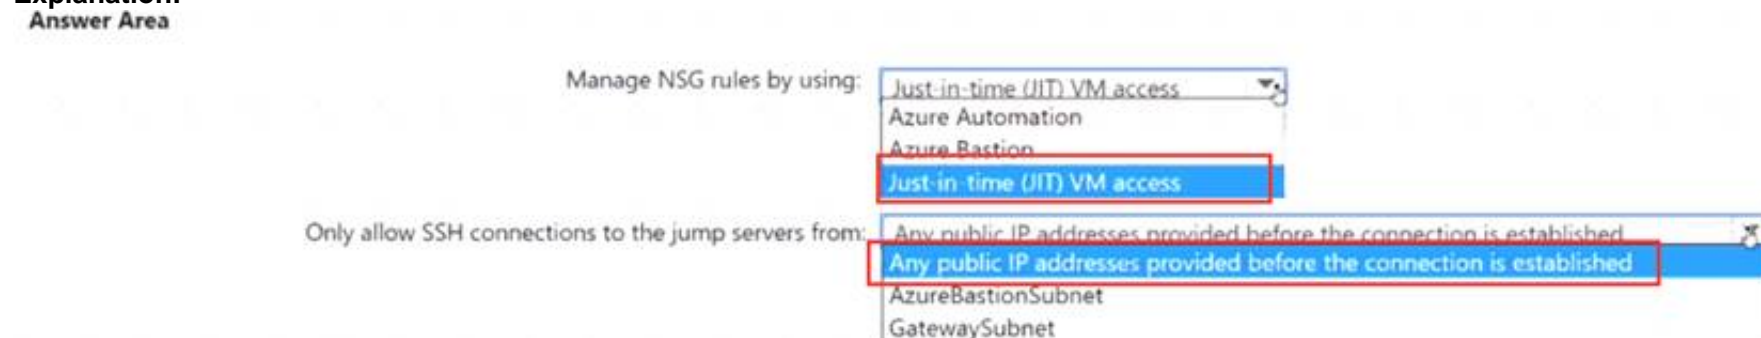 Explanation:
Answer Area
Manage NSG rules by using:
Just-in-time (JIT) VM access
Azure Automation
Azure Bastion
Just-in-time (JIT) VM access
Only allow SSH connections to the jump servers from:
Any public IP addresses provided before the connection is established
Any public IP addresses provided before the connection is established
AzureBastionSubnet
GatewaySubnet